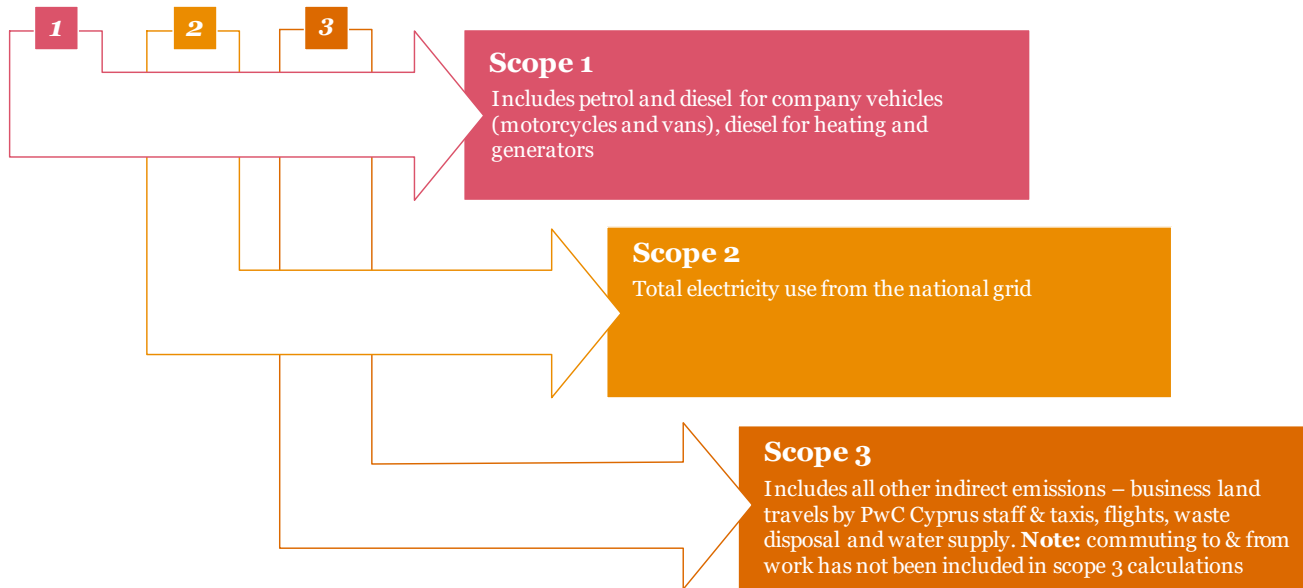 1
2
3
Scope 1
Includes petrol and diesel for company vehicles
(motorcycles and vans), diesel for heating and
generators
Scope 2
Total electricity use from the national grid
Scope 3
Includes all other indirect emissions – business land
travels by PwC Cyprus staff & taxis, flights, waste
disposal and water supply. Note: commuting to & from
work has not been included in scope 3 calculations